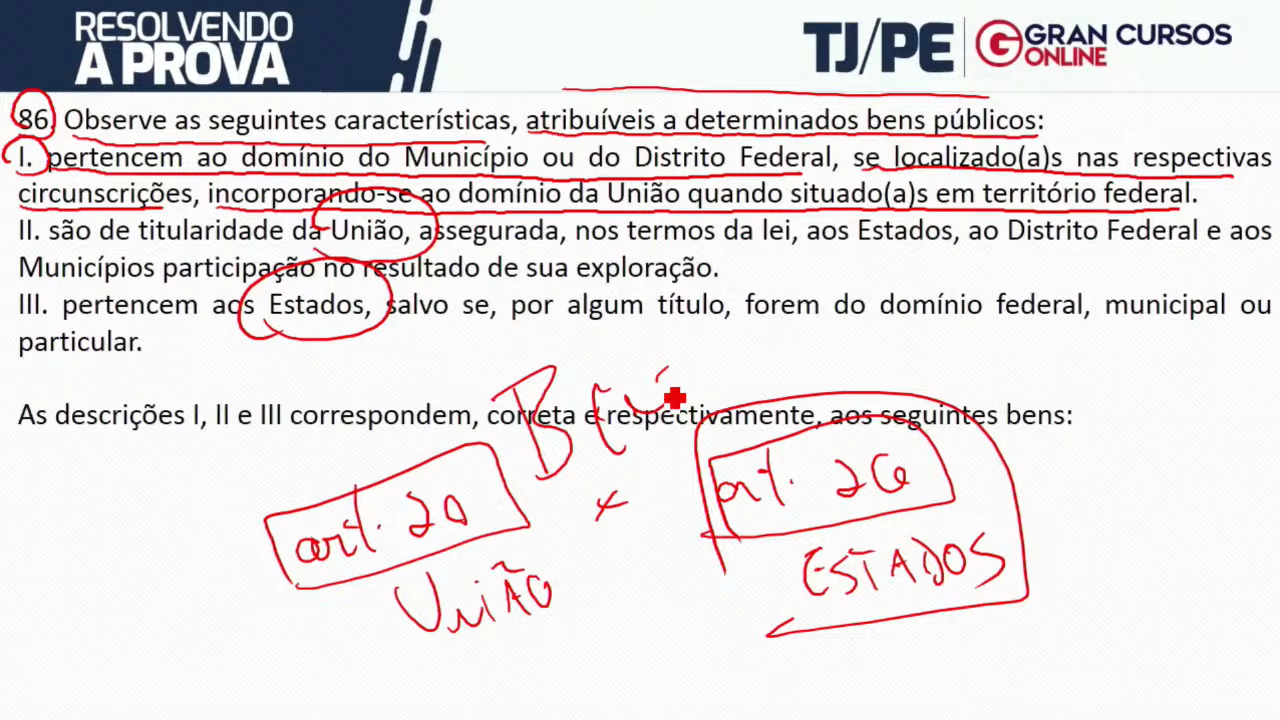 RESOLVENDO
A PROVA
TJ/PE
GRAN CURSOS
ONLINE
86. Observe as seguintes características, atribuíveis a determinados bens públicos:
I. pertencem ao domínio do Município ou do Distrito Federal, se localizado(a)s nas respectivas
circunscrições, incorporando-se ao domínio da União quando situado(a)s em território federal.
II. são de titularidade da União, assegurada, nos termos da lei, aos Estados, ao Distrito Federal e aos
Municípios participação no resultado de sua exploração.
III. pertencem aos Estados, salvo se, por algum título, forem do domínio federal, municipal ou
particular.
As descrições I, II e III correspondem, correta e respectivamente, aos seguintes bens:
art. 20
art. 26
UNIÃO
ESTADOS